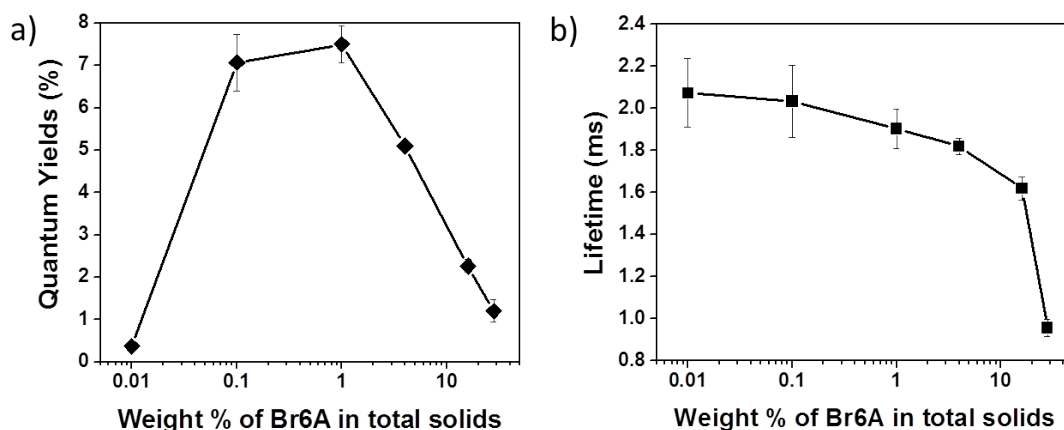 a)
8
7
6
5
4
3
2
1
0
Quantum Yields (%)
0.01 0.1 1 10
Weight % of Br6A in total solids
b)
2.4
2.2
2.0
1.8
1.6
1.4
1.2
1.0
0.8
Lifetime (ms)
0.01 0.1 1 10
Weight % of Br6A in total solids